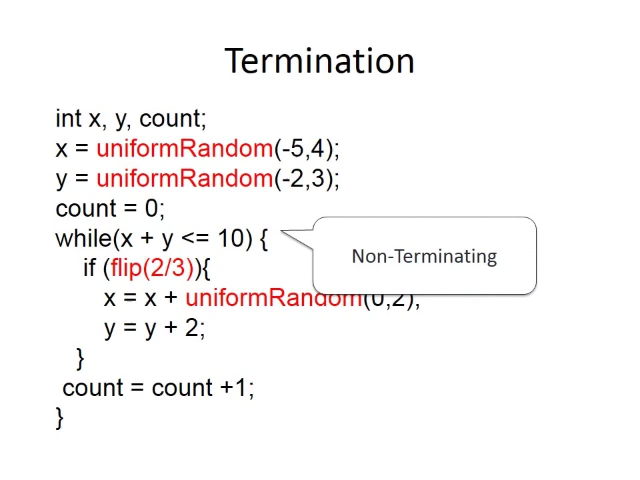 Termination
int x, y, count;
x = uniformRandom(-5,4);
y = uniformRandom(-2,3);
count = 0;
while(x + y <= 10) {
Non-Terminating
if (flip(2/3)){
x = x + uniformRandom(0,2);
y = y + 2;
}
count = count +1;
}